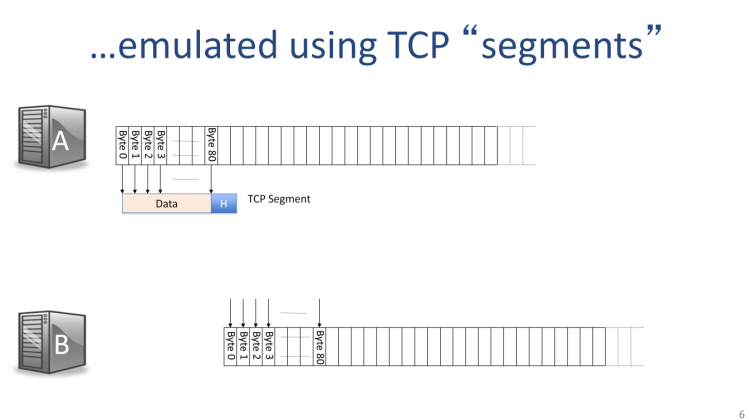 …emulated using TCP “segments”
A
Byte 0
Byte 1
Byte 2
Byte 3
Byte 80
Data
H
TCP Segment
B
Byte 0
Byte 1
Byte 2
Byte 3
Byte 80
6